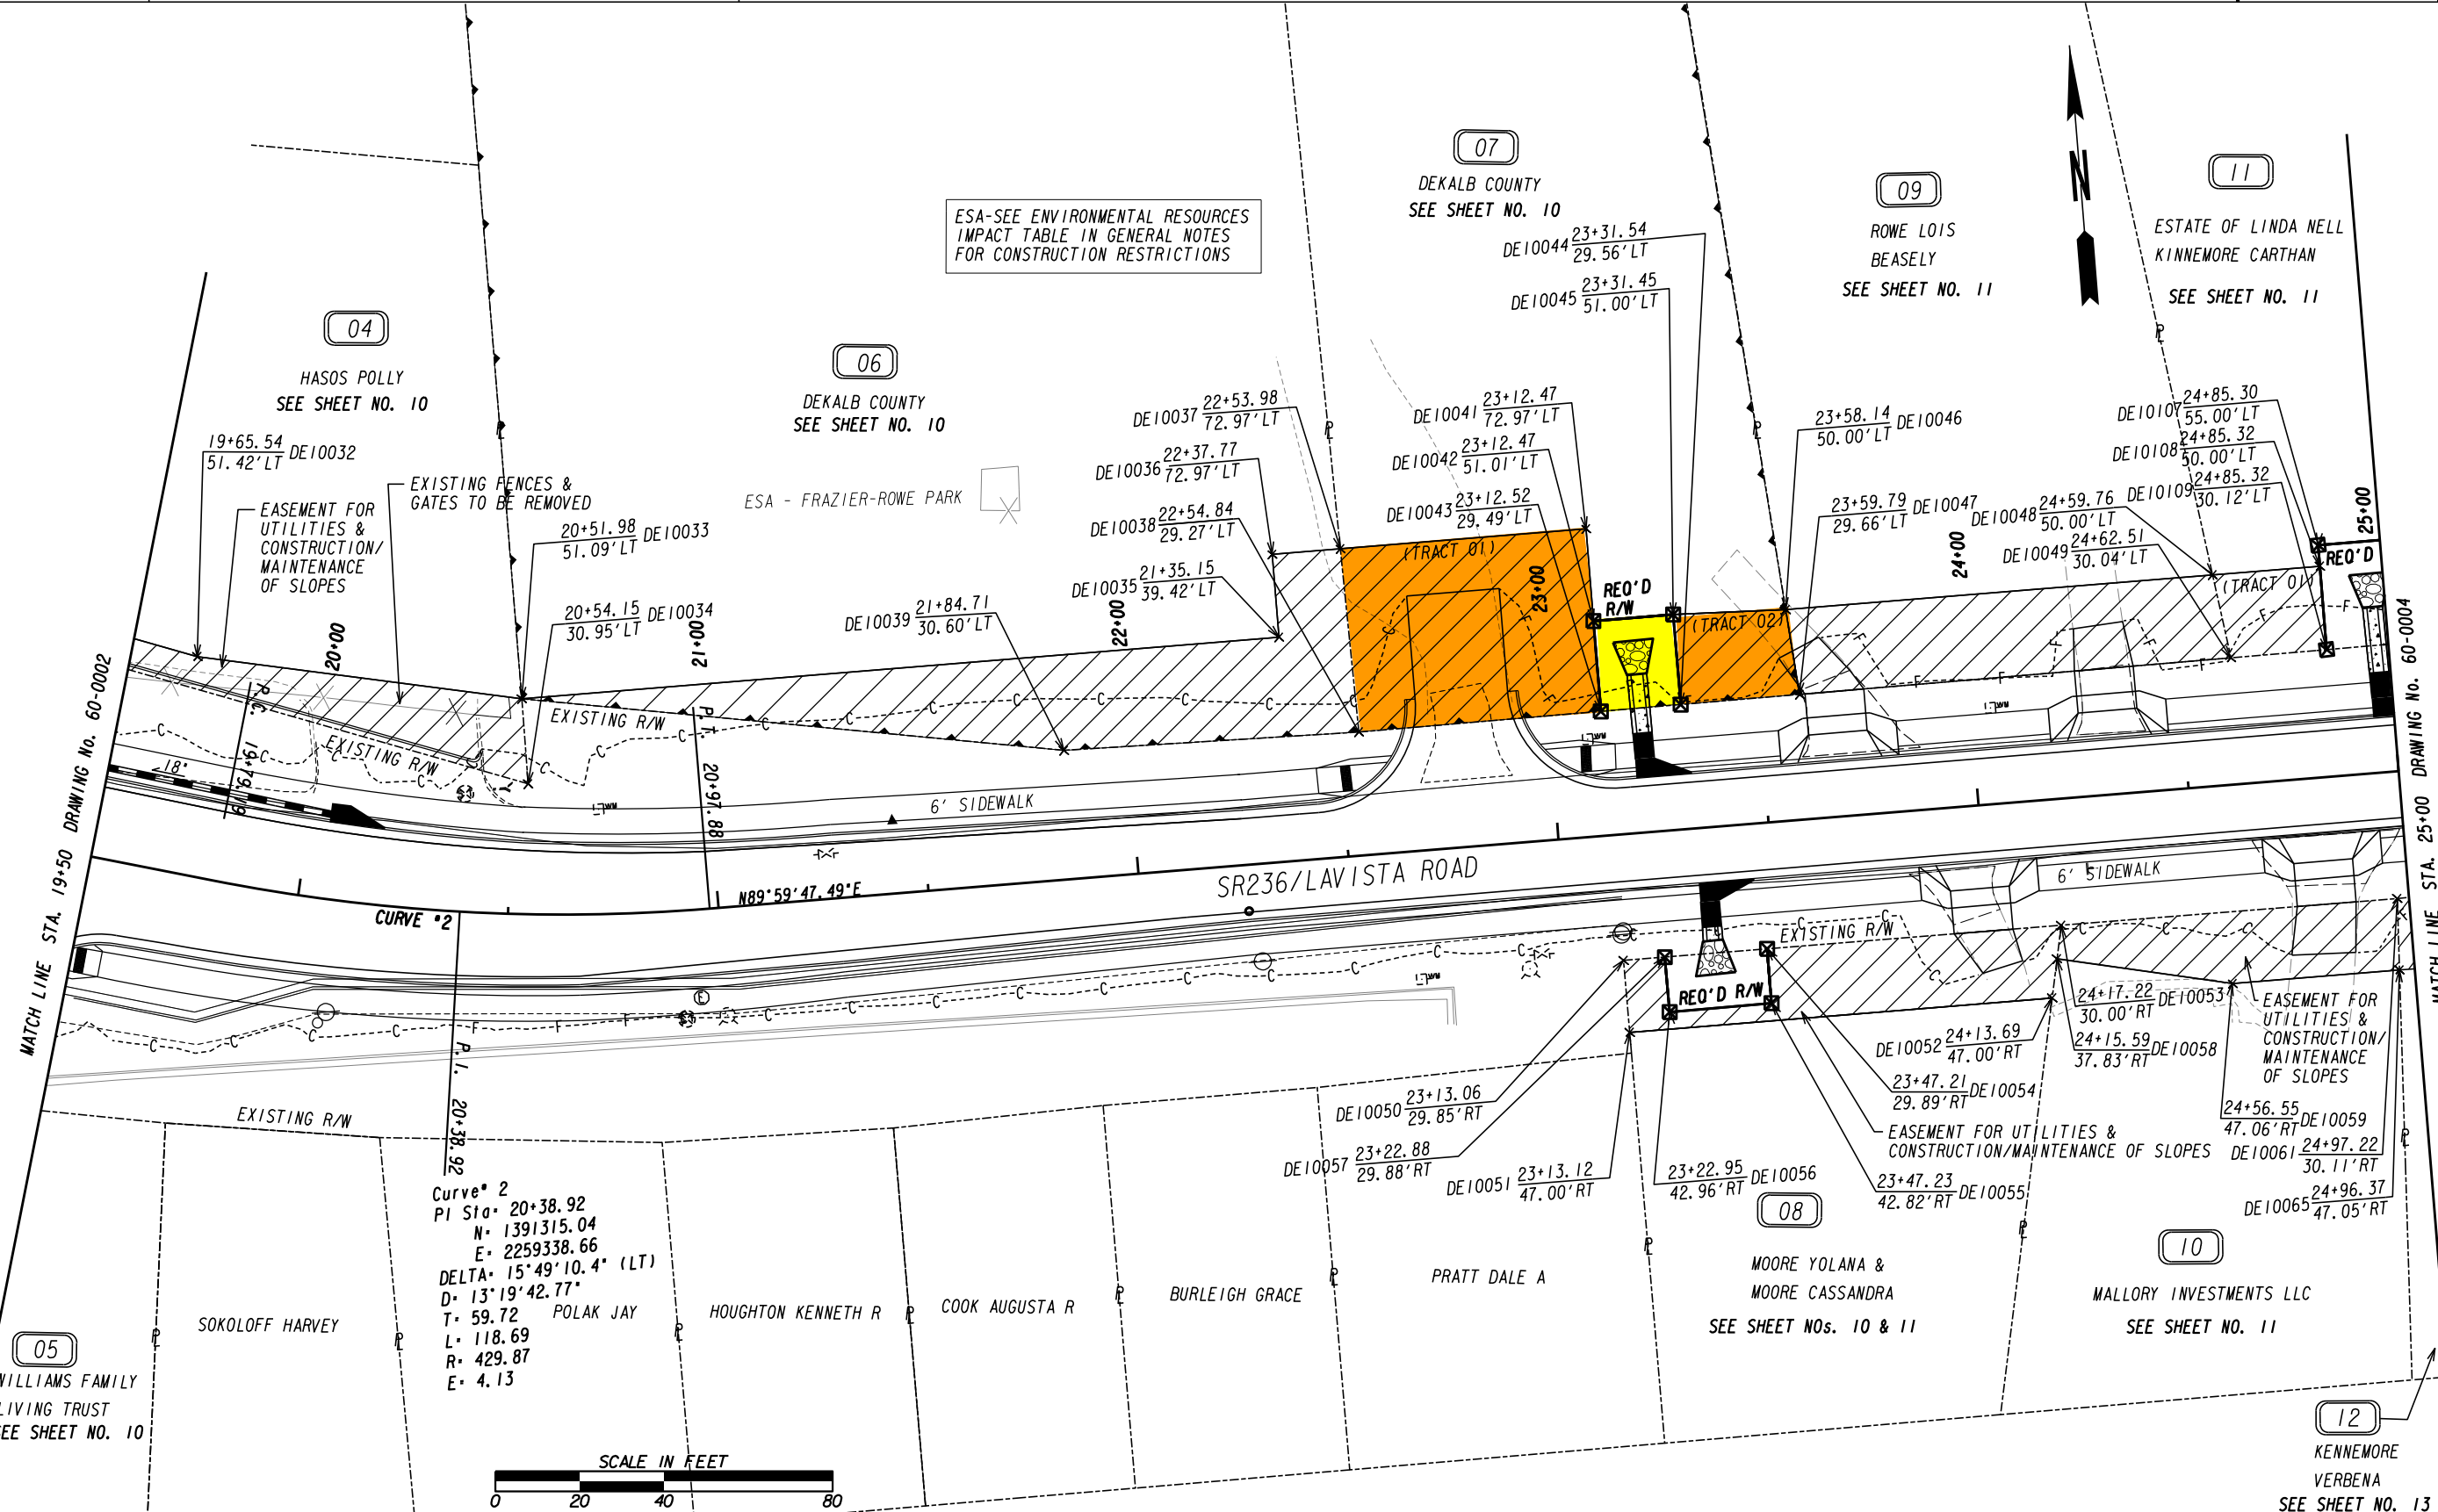 07
DEKALB COUNTY
SEE SHEET NO. 10
09
ROWE LOIS
BEASELY
SEE SHEET NO. 11
N
11
ESTATE OF LINDA NELL
KINNEMORE CARTHAN
SEE SHEET NO. 11
ESA-SEE ENVIRONMENTAL RESOURCES
IMPACT TABLE IN GENERAL NOTES
FOR CONSTRUCTION RESTRICTIONS
DE10044 23+31.54
29.56'LT
DE10045 23+31.45
51.00'LT
04
HASOS POLLY
SEE SHEET NO. 10
06
DEKALB COUNTY
SEE SHEET NO. 10
19+65.54 DE10032
51.42'LT
EXISTING FENCES &
GATES TO BE REMOVED
EASEMENT FOR
UTILITIES &
CONSTRUCTION/
MAINTENANCE
OF SLOPES
20+51.98 DE10033
51.09'LT
20+54.15 DE10034
30.95'LT
ESA - FRAZIER-ROWE PARK
DE10037 22+53.98
72.97'LT
DE10036 22+37.77
72.97'LT
DE10038 22+54.84
29.27'LT
DE10035 21+35.15
39.42'LT
DE10039 21+84.71
30.60'LT
DE10041 23+12.47
72.97'LT
DE10042 23+12.47
51.01'LT
DE10043 23+12.52
29.49'LT
23+58.14 DE10046
50.00'LT
23+59.79 DE10047
29.66'LT
DE10048 24+59.76
50.00'LT
DE10049 24+62.51
30.04'LT
DE10107 24+85.30
55.00'LT
DE10108 24+85.32
50.00'LT
DE10109 24+85.32
30.12'LT
(TRACT 01)
REQ'D
R/W
(TRACT 02)
(TRACT 01)
REQ'D
20+00
21+00
22+00
23+00
24+00
25+00
EXISTING R/W
EXISTING R/W
P.C. 19+79.19
P.T. 20+97.88
18"
6' SIDEWALK
MATCH LINE STA. 19+50 DRAWING No. 60-0002
MATCH LINE STA. 25+00 DRAWING No. 60-0004
CURVE #2
N89°59'47.49"E
SR236/LAVISTA ROAD
6' SIDEWALK
EXISTING R/W
REQ'D R/W
P.I. 20+38.92
EXISTING R/W
24+17.22 DE10053
30.00'RT
24+15.59 DE10058
37.83'RT
DE10052 24+13.69
47.00'RT
23+47.21 DE10054
29.89'RT
EASEMENT FOR
UTILITIES &
CONSTRUCTION/
MAINTENANCE
OF SLOPES
DE10050 23+13.06
29.85'RT
DE10057 23+22.88
29.88'RT
DE10051 23+13.12
47.00'RT
23+22.95 DE10056
42.96'RT
EASEMENT FOR UTILITIES &
CONSTRUCTION/MAINTENANCE OF SLOPES
23+47.23 DE10055
42.82'RT
24+56.55 DE10059
47.06'RT
DE10061 24+97.22
30.11'RT
DE10065 24+96.37
47.05'RT
Curve# 2
PI Sta= 20+38.92
N= 1391315.04
E= 2259338.66
DELTA= 15°49'10.4" (LT)
D= 13°19'42.77"
T= 59.72
L= 118.69
R= 429.87
E= 4.13
05
WILLIAMS FAMILY
LIVING TRUST
SEE SHEET NO. 10
SOKOLOFF HARVEY
POLAK JAY
HOUGHTON KENNETH R
COOK AUGUSTA R
BURLEIGH GRACE
PRATT DALE A
08
MOORE YOLANA &
MOORE CASSANDRA
SEE SHEET NOs. 10 & 11
10
MALLORY INVESTMENTS LLC
SEE SHEET NO. 11
12
KENNEMORE
VERBENA
SEE SHEET NO. 13
SCALE IN FEET
0 20 40 80